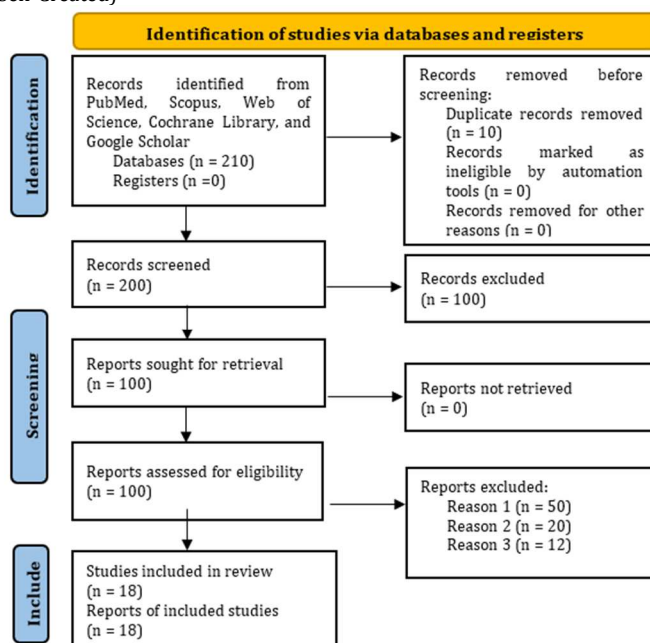 Identification of studies via databases and registers
Identification
Records identified from
PubMed, Scopus, Web of
Science, Cochrane Library, and
Google Scholar
Databases (n = 210)
Registers (n =0)
Records removed before
screening:
Duplicate records removed
(n = 10)
Records marked as
ineligible by automation
tools (n = 0)
Records removed for other
reasons (n = 0)
Screening
Records screened
(n = 200)
Records excluded
(n = 100)
Reports sought for retrieval
(n = 100)
Reports not retrieved
(n = 0)
Reports assessed for eligibility
(n = 100)
Reports excluded:
Reason 1 (n = 50)
Reason 2 (n = 20)
Reason 3 (n = 12)
Include
Studies included in review
(n = 18)
Reports of included studies
(n = 18)